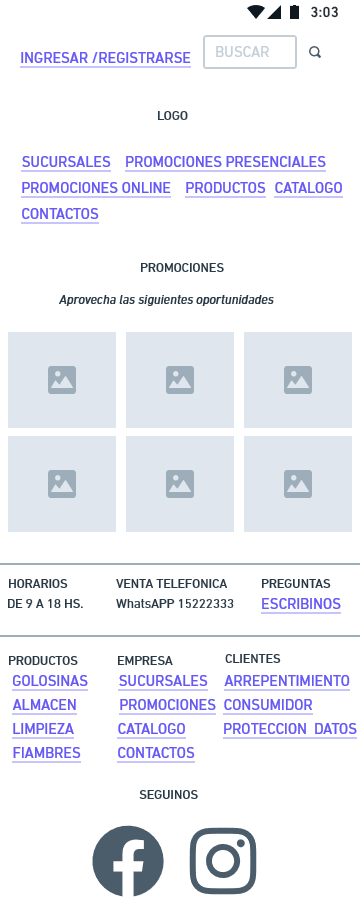 3:03
INGRESAR /REGISTRARSE BUSCAR
LOGO
SUCURSALES PROMOCIONES PRESENCIALES
PROMOCIONES ONLINE PRODUCTOS CATALOGO
CONTACTOS
PROMOCIONES
Aprovecha las siguientes oportunidades
HORARIOS VENTA TELEFONICA PREGUNTAS
DE 9 A 18 HS. WhatsAPP 15222333 ESCRIBINOS
PRODUCTOS EMPRESA CLIENTES
GOLOSINAS SUCURSALES ARREPENTIMIENTO
ALMACEN PROMOCIONES CONSUMIDOR
LIMPIEZA CATALOGO PROTECCION DATOS
FIAMBRES CONTACTOS
SEGUINOS